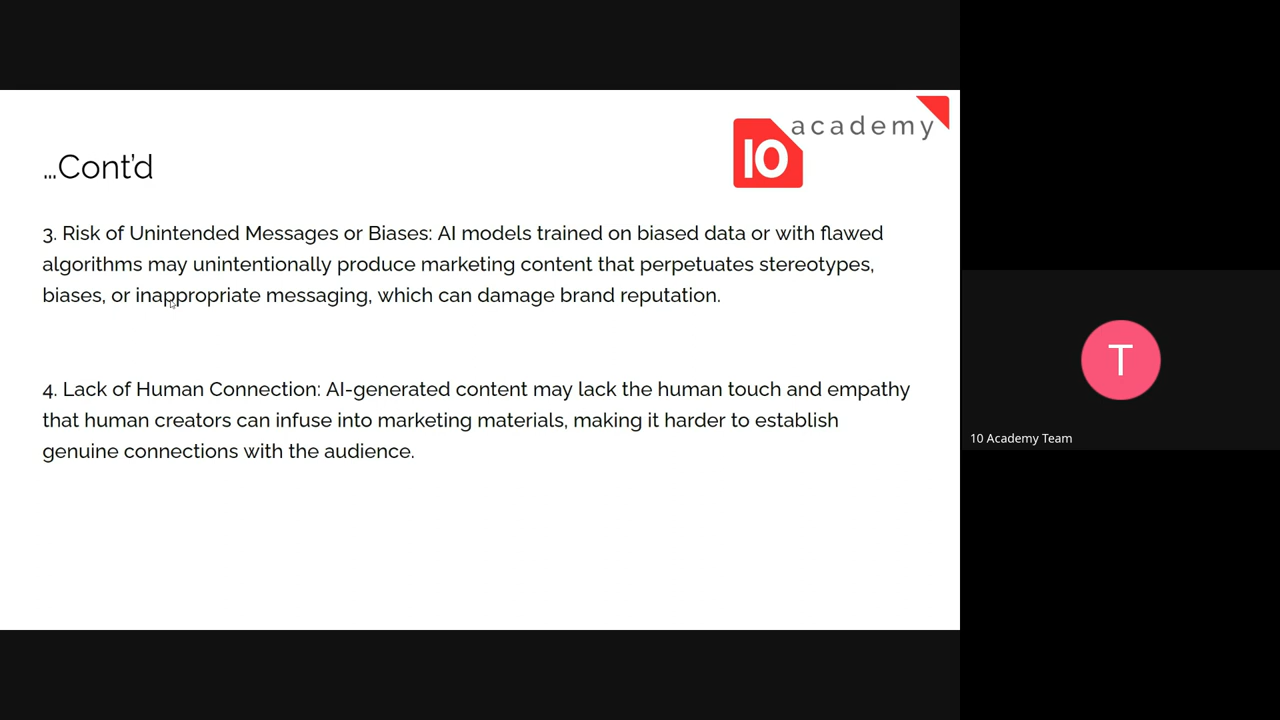 10 academy
...Cont'd
3. Risk of Unintended Messages or Biases: AI models trained on biased data or with flawed
algorithms may unintentionally produce marketing content that perpetuates stereotypes,
biases, or inappropriate messaging, which can damage brand reputation.
4. Lack of Human Connection: AI-generated content may lack the human touch and empathy
that human creators can infuse into marketing materials, making it harder to establish
genuine connections with the audience.
T
10 Academy Team